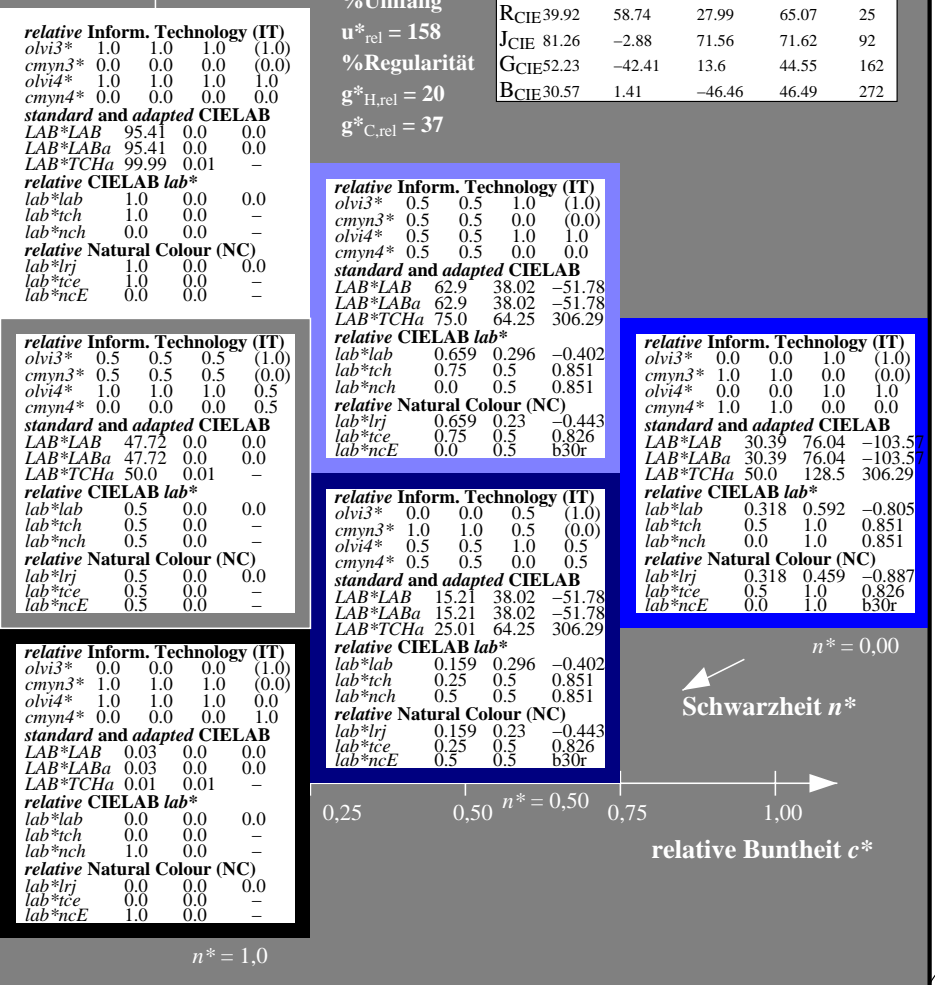 %Umfang
u*rel = 158
%Regularität
g*H,rel = 20
g*C,rel = 37
RCIE 39.92 58.74 27.99 65.07 25
JCIE 81.26 −2.88 71.56 71.62 92
GCIE 52.23 −42.41 13.6 44.55 162
BCIE 30.57 1.41 −46.46 46.49 272
relative Inform. Technology (IT)
olvi3* 1.0 1.0 1.0 (1.0)
cmyn3* 0.0 0.0 0.0 (0.0)
olvi4* 1.0 1.0 1.0 1.0
cmyn4* 0.0 0.0 0.0 0.0
standard and adapted CIELAB
LAB*LAB 95.41 0.0 0.0
LAB*LABa 95.41 0.0 0.0
LAB*TCHa 99.99 0.01 –
relative CIELAB lab*
lab*lab 1.0 0.0 0.0
lab*tch 1.0 0.0 –
lab*nch 0.0 0.0 –
relative Natural Colour (NC)
lab*lrj 1.0 0.0 0.0
lab*tce 1.0 0.0 –
lab*ncE 0.0 0.0 –
relative Inform. Technology (IT)
olvi3* 0.5 0.5 1.0 (1.0)
cmyn3* 0.5 0.5 0.0 (0.0)
olvi4* 0.5 0.5 1.0 1.0
cmyn4* 0.5 0.5 0.0 0.0
standard and adapted CIELAB
LAB*LAB 62.9 38.02 −51.78
LAB*LABa 62.9 38.02 −51.78
LAB*TCHa 75.0 64.25 306.29
relative CIELAB lab*
lab*lab 0.659 0.296 −0.402
lab*tch 0.75 0.5 0.851
lab*nch 0.0 0.5 0.851
relative Natural Colour (NC)
lab*lrj 0.659 0.23 −0.443
lab*tce 0.75 0.5 0.826
lab*ncE 0.0 0.5 b30r
relative Inform. Technology (IT)
olvi3* 0.5 0.5 0.5 (1.0)
cmyn3* 0.5 0.5 0.5 (0.0)
olvi4* 1.0 1.0 1.0 0.5
cmyn4* 0.0 0.0 0.0 0.5
standard and adapted CIELAB
LAB*LAB 47.72 0.0 0.0
LAB*LABa 47.72 0.0 0.0
LAB*TCHa 50.0 0.01 –
relative CIELAB lab*
lab*lab 0.5 0.0 0.0
lab*tch 0.5 0.0 –
lab*nch 0.5 0.0 –
relative Natural Colour (NC)
lab*lrj 0.5 0.0 0.0
lab*tce 0.5 0.0 –
lab*ncE 0.5 0.0 –
relative Inform. Technology (IT)
olvi3* 0.0 0.0 1.0 (1.0)
cmyn3* 1.0 1.0 0.0 (0.0)
olvi4* 0.0 0.0 1.0 1.0
cmyn4* 1.0 1.0 0.0 0.0
standard and adapted CIELAB
LAB*LAB 30.39 76.04 −103.57
LAB*LABa 30.39 76.04 −103.57
LAB*TCHa 50.0 128.5 306.29
relative CIELAB lab*
lab*lab 0.318 0.592 −0.805
lab*tch 0.5 1.0 0.851
lab*nch 0.0 1.0 0.851
relative Natural Colour (NC)
lab*lrj 0.318 0.459 −0.887
lab*tce 0.5 1.0 0.826
lab*ncE 0.0 1.0 b30r
relative Inform. Technology (IT)
olvi3* 0.0 0.0 0.5 (1.0)
cmyn3* 1.0 1.0 0.5 (0.0)
olvi4* 0.5 0.5 1.0 0.5
cmyn4* 0.5 0.5 0.0 0.5
standard and adapted CIELAB
LAB*LAB 15.21 38.02 −51.78
LAB*LABa 15.21 38.02 −51.78
LAB*TCHa 25.01 64.25 306.29
relative CIELAB lab*
lab*lab 0.159 0.296 −0.402
lab*tch 0.25 0.5 0.851
lab*nch 0.5 0.5 0.851
relative Natural Colour (NC)
lab*lrj 0.159 0.23 −0.443
lab*tce 0.25 0.5 0.826
lab*ncE 0.5 0.5 b30r
relative Inform. Technology (IT)
olvi3* 0.0 0.0 0.0 (1.0)
cmyn3* 1.0 1.0 1.0 (0.0)
olvi4* 1.0 1.0 1.0 0.0
cmyn4* 0.0 0.0 0.0 1.0
standard and adapted CIELAB
LAB*LAB 0.03 0.0 0.0
LAB*LABa 0.03 0.0 0.0
LAB*TCHa 0.01 0.01 –
relative CIELAB lab*
lab*lab 0.0 0.0 0.0
lab*tch 0.0 0.0 –
lab*nch 1.0 0.0 –
relative Natural Colour (NC)
lab*lrj 0.0 0.0 0.0
lab*tce 0.0 0.0 –
lab*ncE 1.0 0.0 –
n* = 0,00
Schwarzheit n*
0,25 0,50 n* = 0,50 0,75 1,00
relative Buntheit c*
n* = 1,0